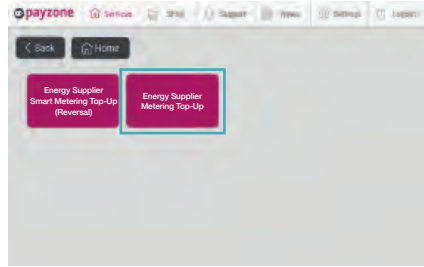 payzone Services Shop Support News Settings Logout
Back Home
Energy Supplier
Smart Metering Top-Up
(Reversal)
Energy Supplier
Metering Top-Up